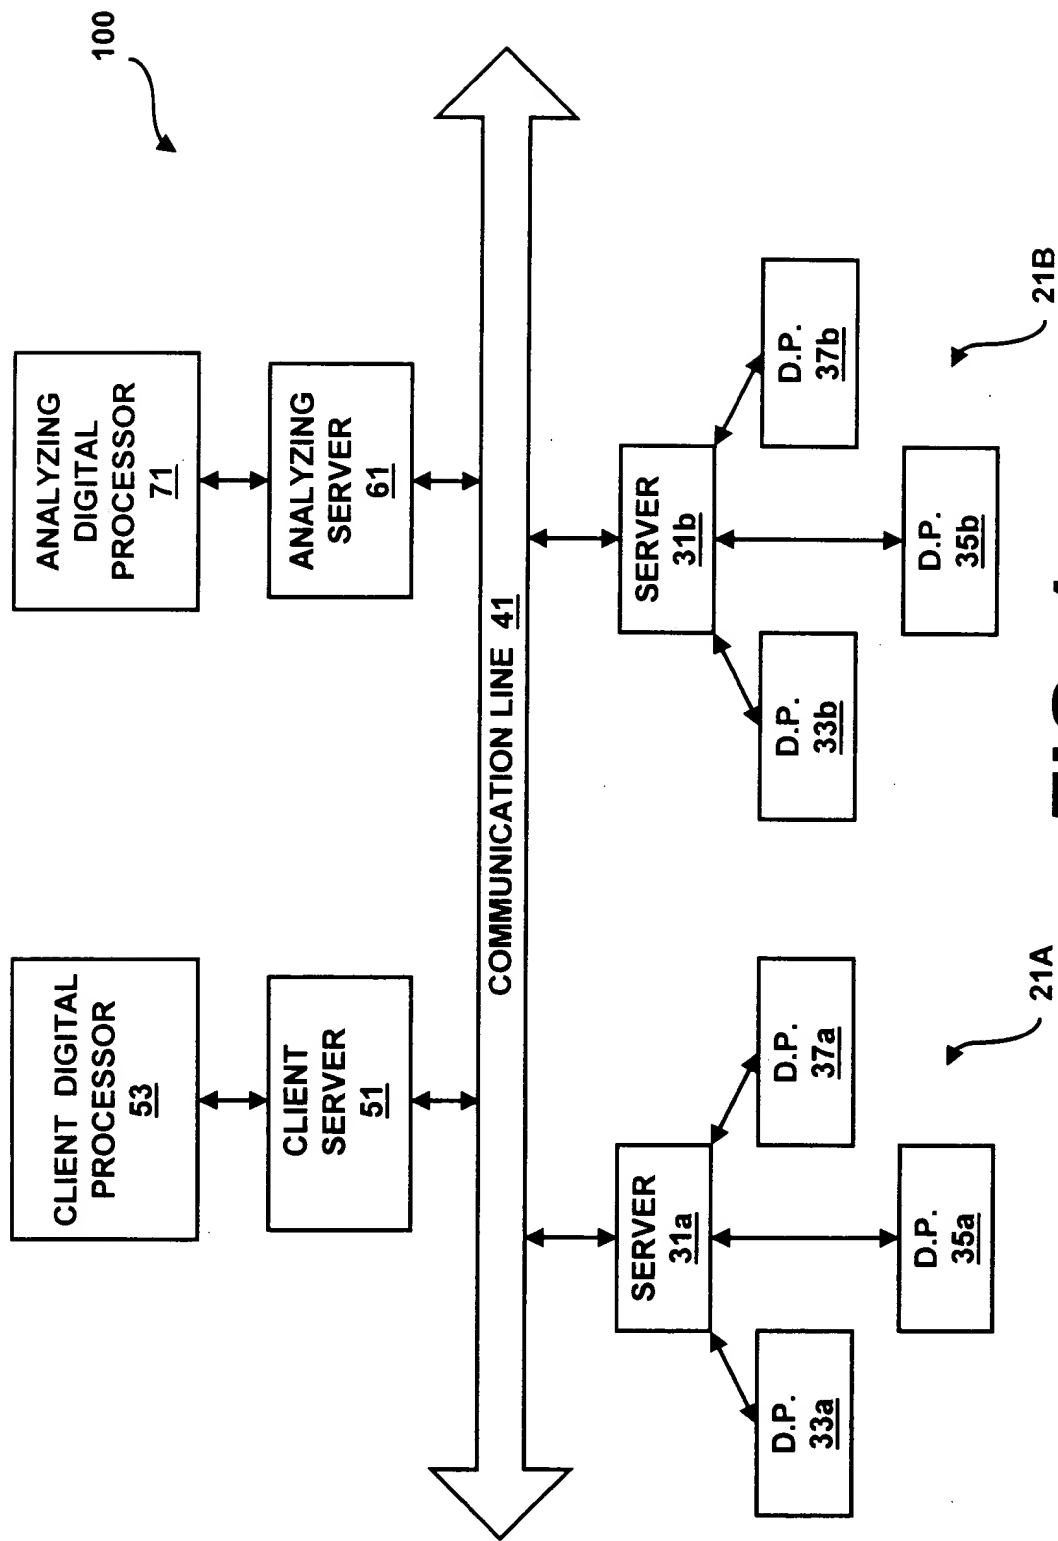 100
CLIENT DIGITAL
PROCESSOR
53
ANALYZING
DIGITAL
PROCESSOR
71
CLIENT
SERVER
51
ANALYZING
SERVER
61
COMMUNICATION LINE 41
SERVER
31a
SERVER
31b
D.P.
33a
D.P.
37a
D.P.
33b
D.P.
37b
D.P.
35a
D.P.
35b
21A
21B